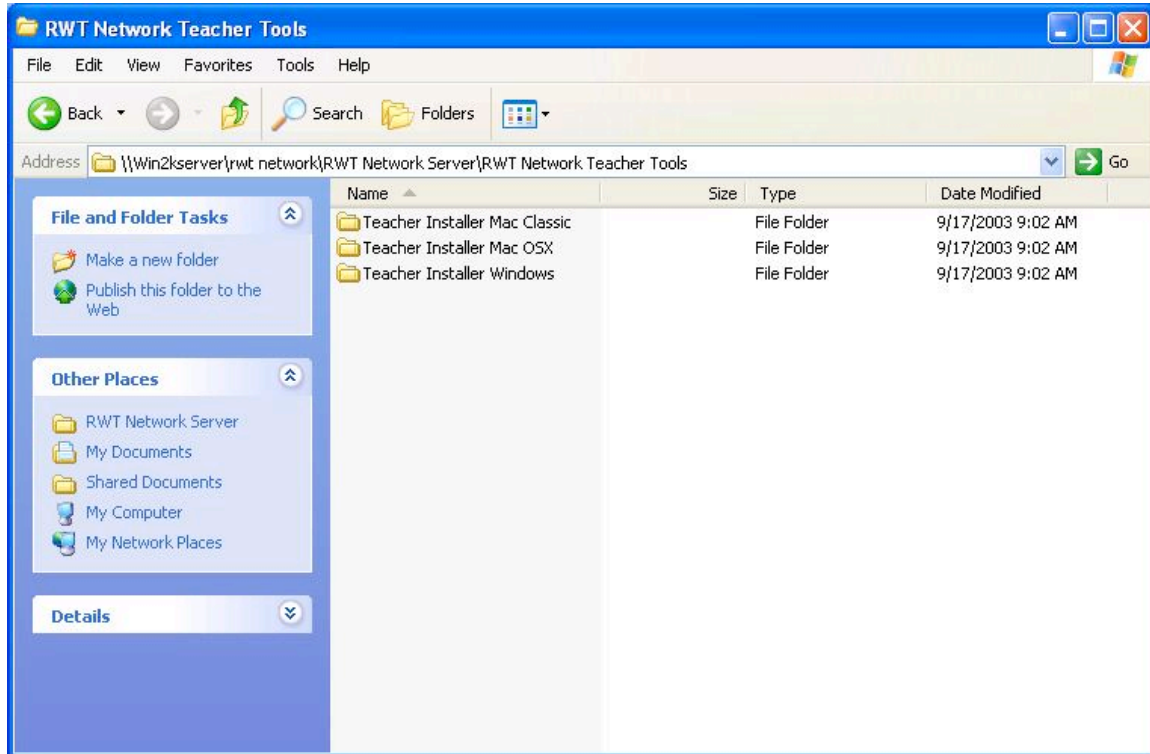 RWT Network Teacher Tools
File Edit View Favorites Tools Help
Back Search Folders
Address \\Win2kserver\rwt network\RWT Network Server\RWT Network Teacher Tools Go
Name Size Type Date Modified
File and Folder Tasks
Make a new folder
Publish this folder to the
Web
Other Places
RWT Network Server
My Documents
Shared Documents
My Computer
My Network Places
Details
Teacher Installer Mac Classic File Folder 9/17/2003 9:02 AM
Teacher Installer Mac OSX File Folder 9/17/2003 9:02 AM
Teacher Installer Windows File Folder 9/17/2003 9:02 AM